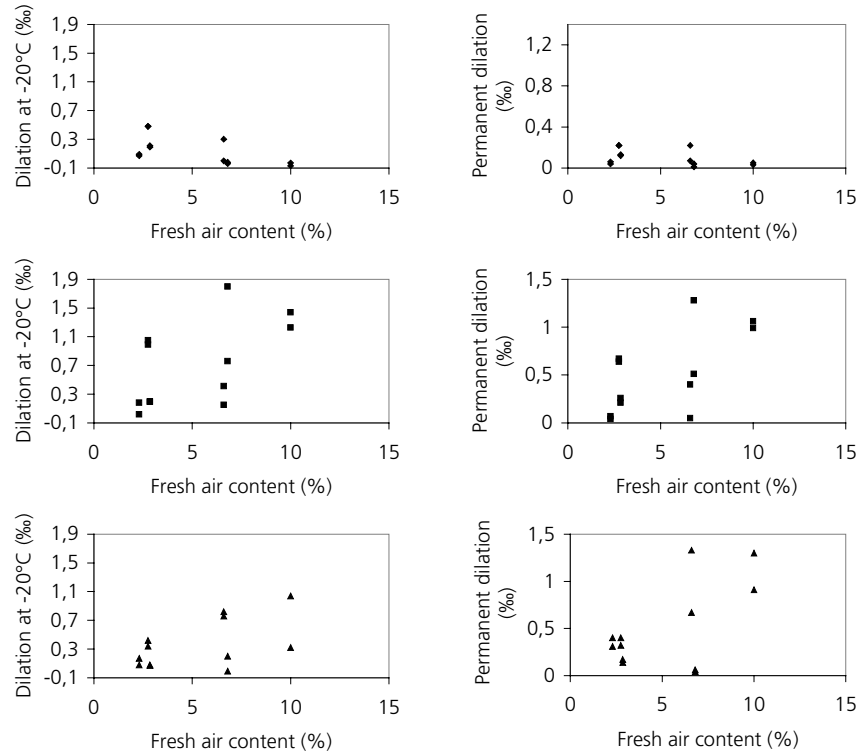 Dilation at -20°C (‰)
1,9
1,5
1,1
0,7
0,3
-0,1
0 5 10 15
Fresh air content (%)
Permanent dilation
(‰)
1,2
0,8
0,4
0
0 5 10 15
Fresh air content (%)
Dilation at -20°C (‰)
1,9
1,5
1,1
0,7
0,3
-0,1
0 5 10 15
Fresh air content (%)
Permanent dilation
(‰)
1,5
1
0,5
0
0 5 10 15
Fresh air content (%)
Dilation at -20°C (‰)
1,9
1,5
1,1
0,7
0,3
-0,1
0 5 10 15
Fresh air content (%)
Permanent dilation
(‰)
1,5
1
0,5
0
0 5 10 15
Fresh air content (%)